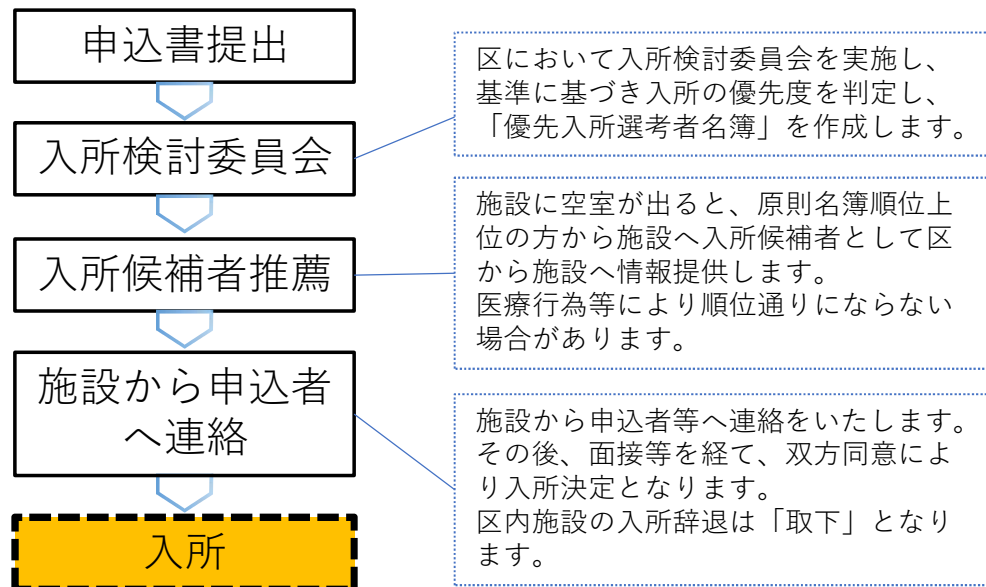 申込書提出
区において入所検討委員会を実施し、
基準に基づき入所の優先度を判定し、
「優先入所選考者名簿」を作成します。
入所検討委員会
施設に空室が出ると、原則名簿順位上
位の方から施設へ入所候補者として区
から施設へ情報提供します。
医療行為等により順位通りにならない
場合があります。
入所候補者推薦
施設から申込者
へ連絡
施設から申込者等へ連絡をいたします。
その後、面接等を経て、双方同意によ
り入所決定となります。
区内施設の入所辞退は「取下」となり
ます。
入所